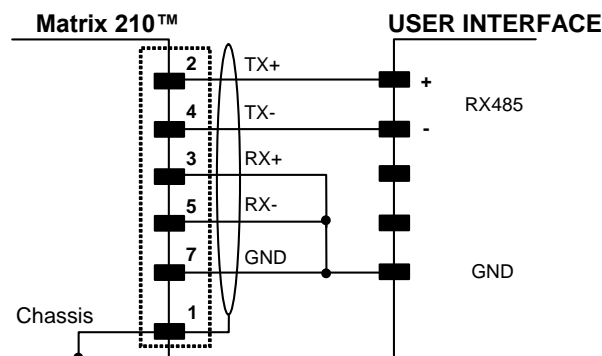 Matrix 210™ USER INTERFACE
2 TX+ +
RX485
4 TX- -
3 RX+
5 RX-
7 GND GND
Chassis 1